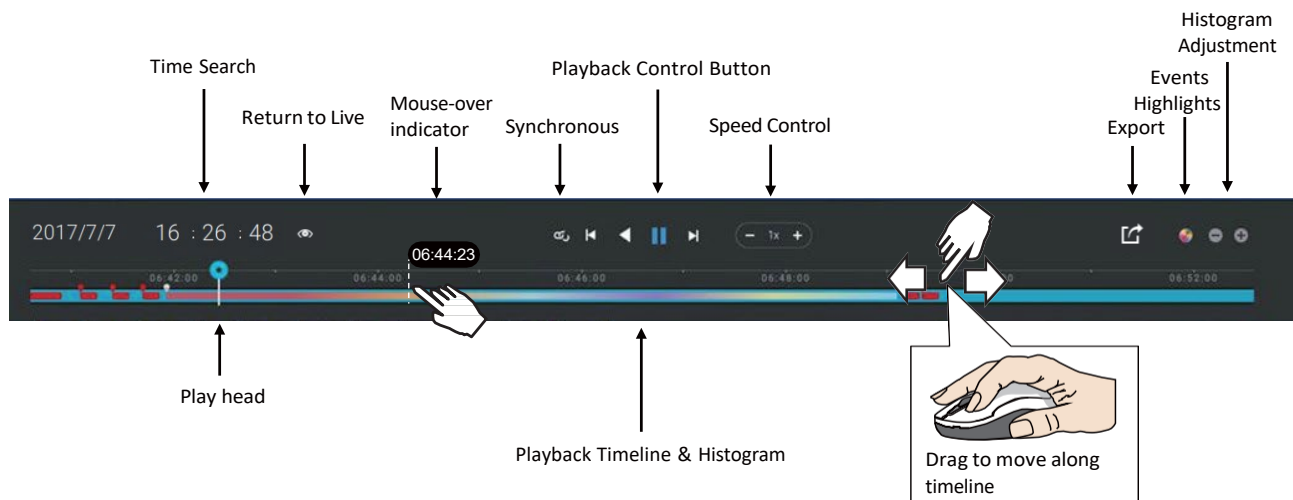 Histogram
Adjustment
Time Search
Playback Control Button
Events
Highlights
Return to Live
Mouse-over
indicator
Synchronous
Speed Control
Export
2017/7/7 16 : 26 : 48
1x
06:44:23
06:42:00
06:44:00
06:46:00
06:48:00
06:52:00
Play head
Playback Timeline & Histogram
Drag to move along
timeline